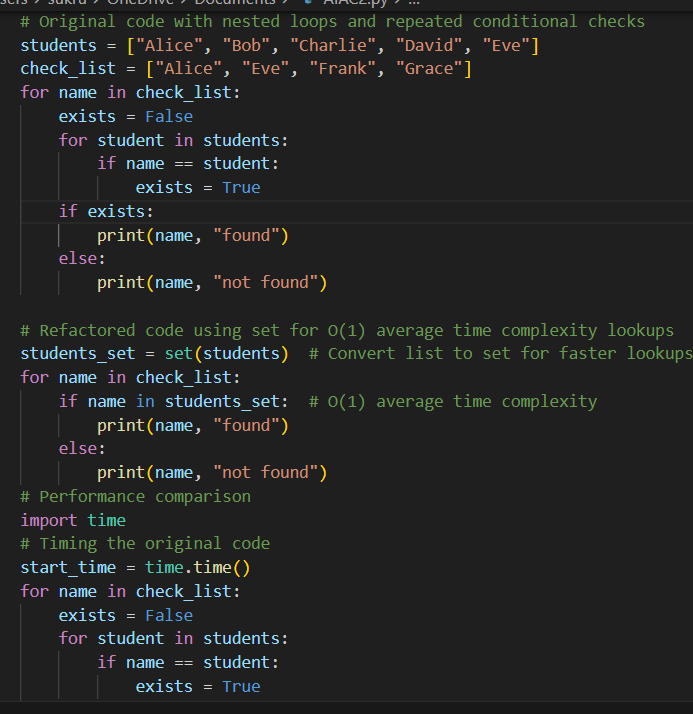 sers > sukru > OneDrive > Documents > AIAC2.py > ...
# Original code with nested loops and repeated conditional checks
students = ["Alice", "Bob", "Charlie", "David", "Eve"]
check_list = ["Alice", "Eve", "Frank", "Grace"]
for name in check_list:
    exists = False
    for student in students:
        if name == student:
            exists = True
    if exists:
        print(name, "found")
    else:
        print(name, "not found")
# Refactored code using set for O(1) average time complexity lookups
students_set = set(students)  # Convert list to set for faster lookups
for name in check_list:
    if name in students_set:  # O(1) average time complexity
        print(name, "found")
    else:
        print(name, "not found")
# Performance comparison
import time
# Timing the original code
start_time = time.time()
for name in check_list:
    exists = False
    for student in students:
        if name == student:
            exists = True